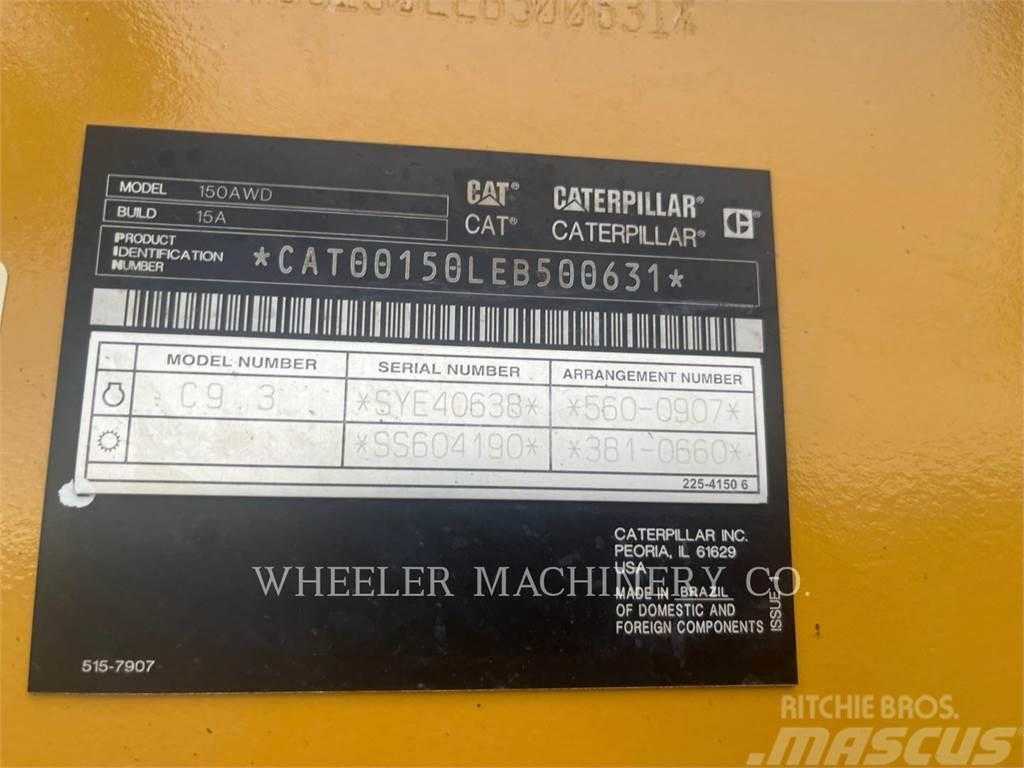 MODEL 150AWD
BUILD 15A
CAT® CATERPILLAR®
CAT® CATERPILLAR®
PRODUCT
IDENTIFICATION
NUMBER
*CAT00150LEB500631*
MODEL NUMBER SERIAL NUMBER ARRANGEMENT NUMBER
C9.3 *SYE40638* *560-0907*
*SS604190* *381-0660*
225-4150 6
CATERPILLAR INC.
PEORIA, IL 61629
USA
MADE IN BRAZIL
OF DOMESTIC AND
FOREIGN COMPONENTS
ISSUE 1
WHEELER MACHINERY CO.
515-7907
RITCHIE BROS.
MASCUS